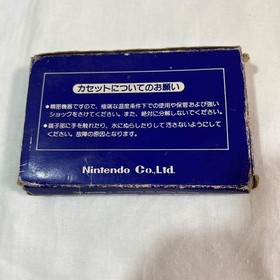 カセットについてのお願い
●精密機器ですので、極端な温度条件下での使用や保管および強い
ショックをさけてください。また、絶対に分解しないでください。
●端子部に手を触れたり、水にぬらしたりして汚さないようにして
ください。故障の原因となります。
Nintendo Co.,Ltd.